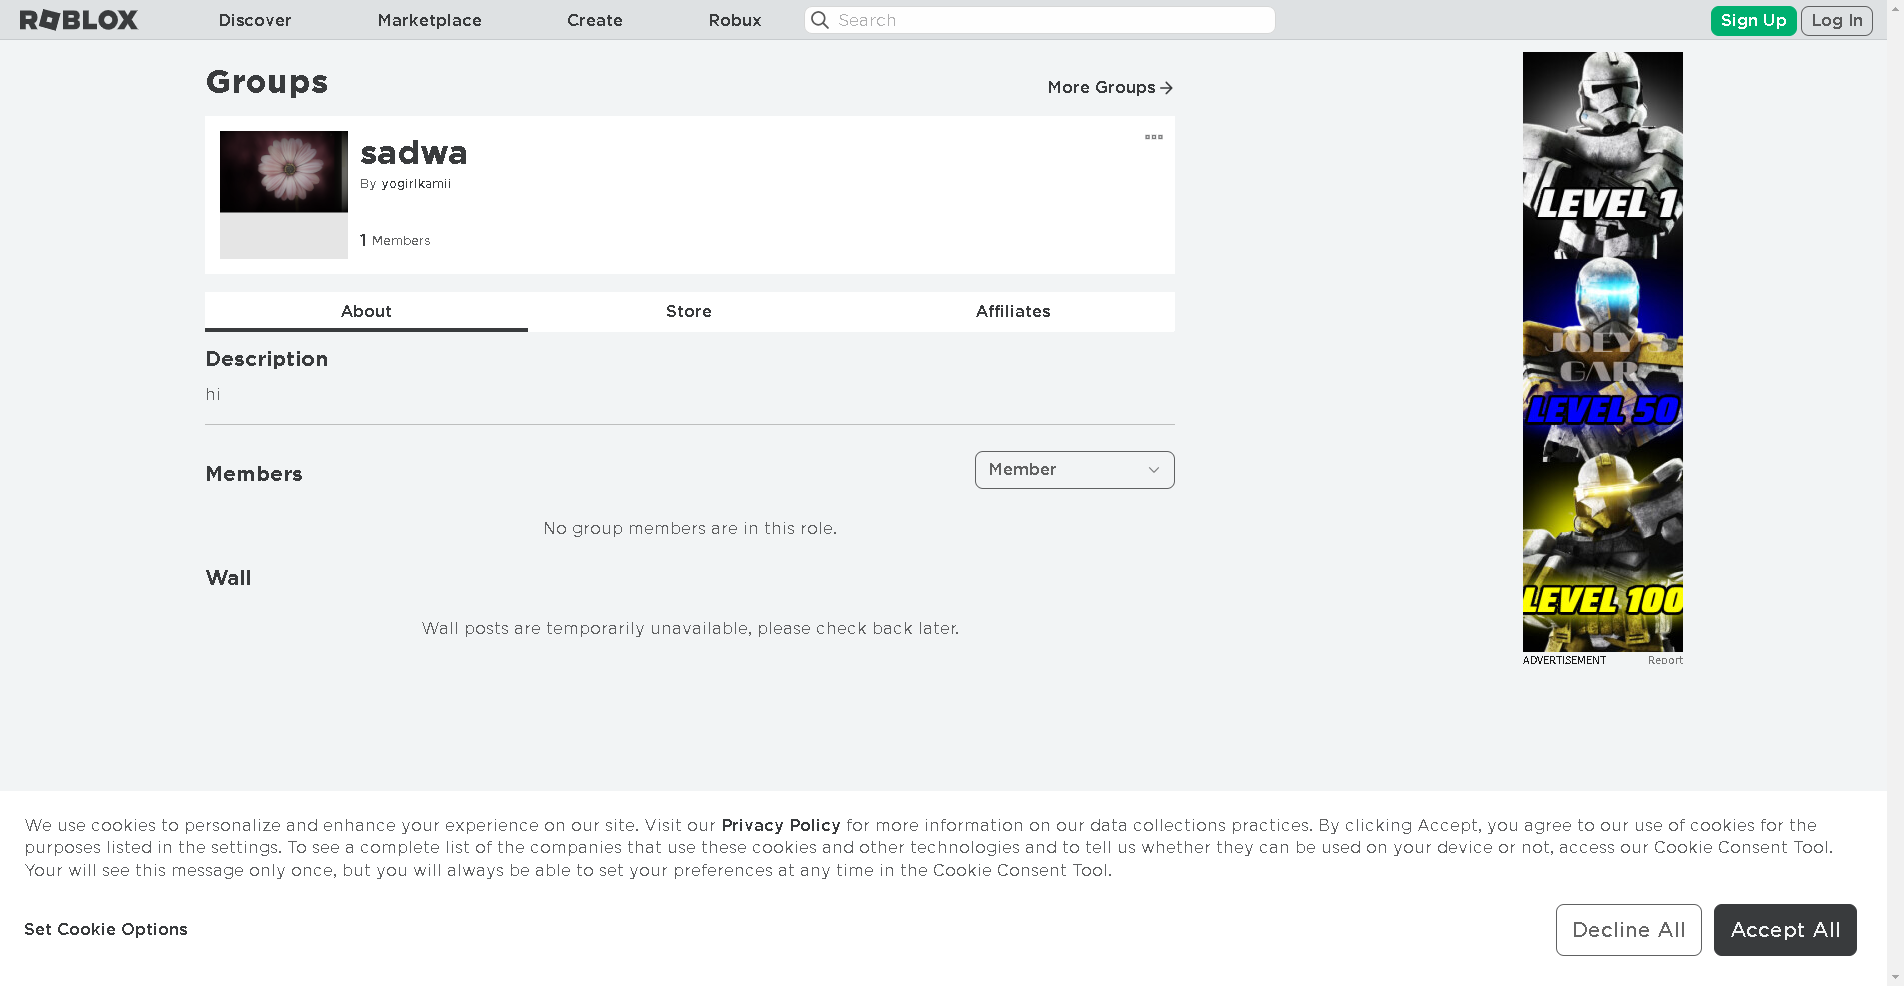 ROBLOX
Discover
Marketplace
Create
Robux
Search
Sign Up
Log In
Groups
More Groups
sadwa
By yogirlkamii
1 Members
About
Store
Affiliates
Description
hi
Members
Member
No group members are in this role.
Wall
Wall posts are temporarily unavailable, please check back later.
LEVEL 1
JOEY'S
GAR
LEVEL 50
LEVEL 100
ADVERTISEMENT
Report
We use cookies to personalize and enhance your experience on our site. Visit our Privacy Policy for more information on our data collections practices. By clicking Accept, you agree to our use of cookies for the
purposes listed in the settings. To see a complete list of the companies that use these cookies and other technologies and to tell us whether they can be used on your device or not, access our Cookie Consent Tool.
Your will see this message only once, but you will always be able to set your preferences at any time in the Cookie Consent Tool.
Set Cookie Options
Decline All
Accept All